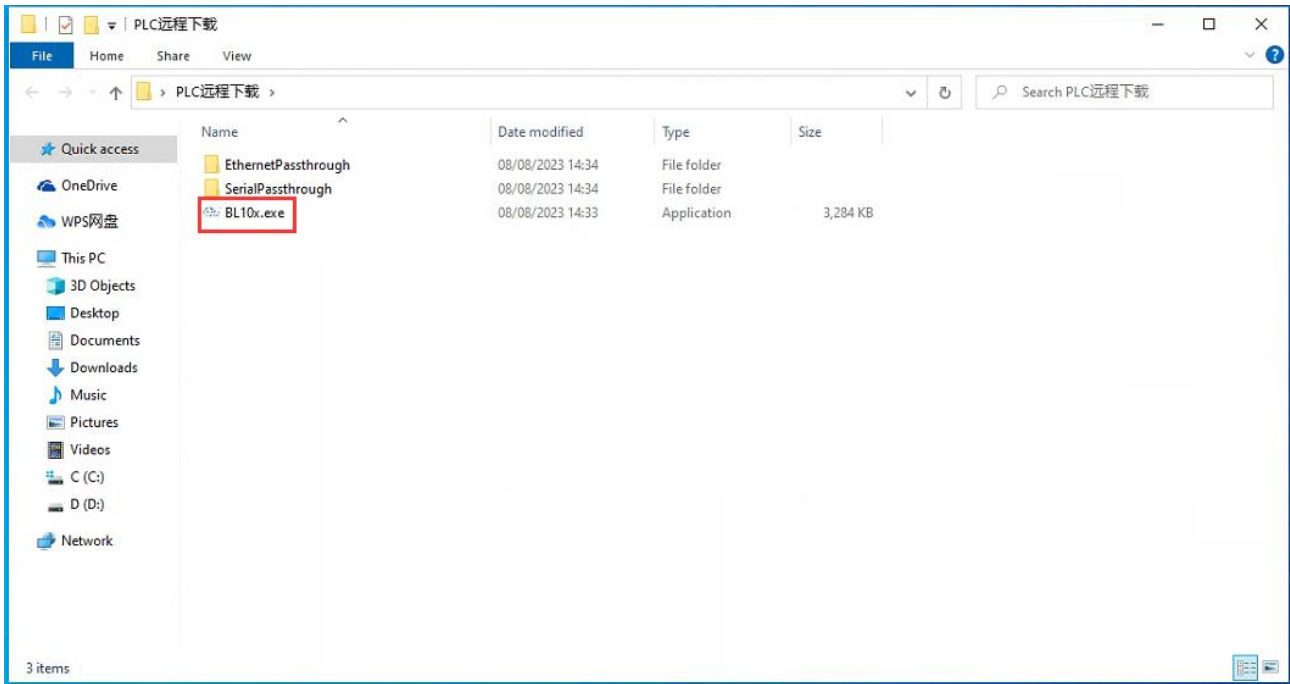 PLC远程下载
File Home Share View
PLC远程下载
Search PLC远程下载
Name Date modified Type Size
Quick access
EthernetPassthrough 08/08/2023 14:34 File folder
OneDrive
SerialPassthrough 08/08/2023 14:34 File folder
BL10x.exe 08/08/2023 14:33 Application 3,284 KB
WPS网盘
This PC
3D Objects
Desktop
Documents
Downloads
Music
Pictures
Videos
C (C:)
D (D:)
Network
3 items